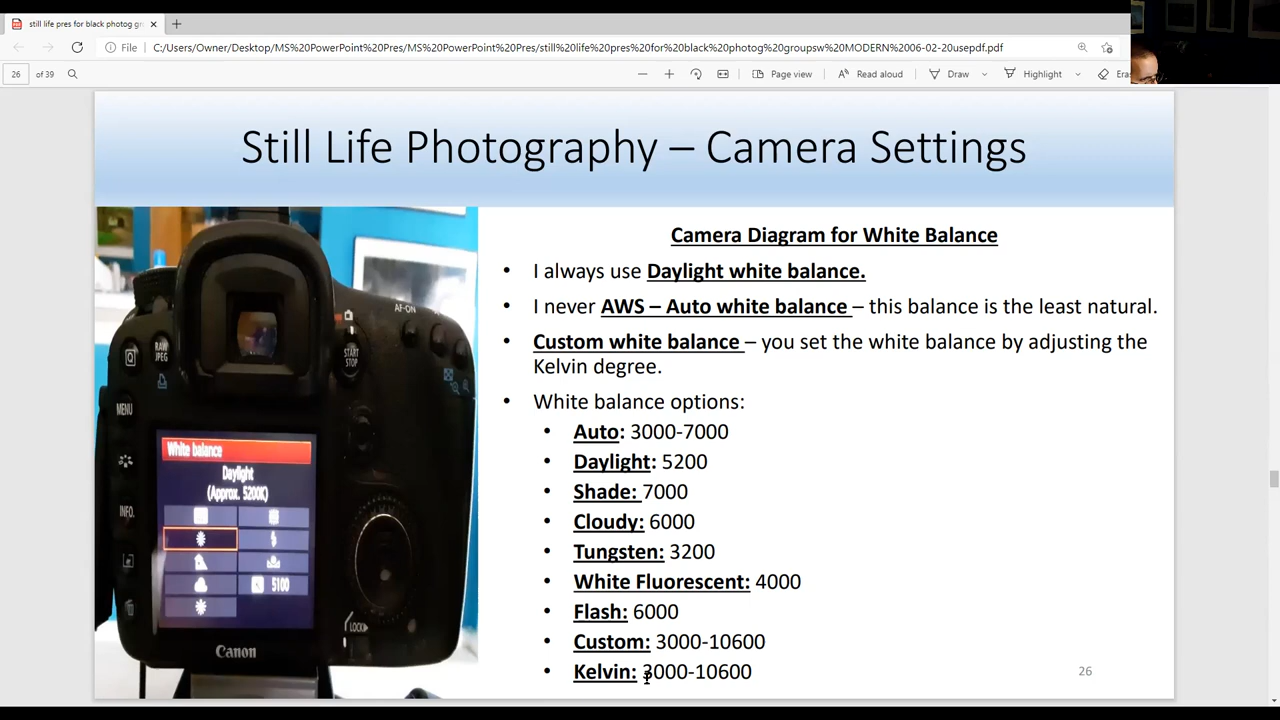 still life pres for black photog gr
File
C:/Users/Owner/Desktop/MS%20PowerPoint%20Pres/MS%20PowerPoint%20Pres/still%20life%20pres%20for%20black%20photog%20groupsw%20MODERN%2006-02-20usepdf.pdf
26 of 39
Page view
Read aloud
Draw
Highlight
Still Life Photography – Camera Settings
Camera Diagram for White Balance
• I always use Daylight white balance.
• I never AWS – Auto white balance – this balance is the least natural.
• Custom white balance – you set the white balance by adjusting the
Kelvin degree.
• White balance options:
• Auto: 3000-7000
• Daylight: 5200
• Shade: 7000
• Cloudy: 6000
• Tungsten: 3200
• White Fluorescent: 4000
• Flash: 6000
• Custom: 3000-10600
• Kelvin: 3000-10600
26
AF-ON
RAW
JPEG
START
STOP
Q
MENU
INFO.
White balance
Daylight
(Approx. 5200K)
K 5100
LOCK
Canon